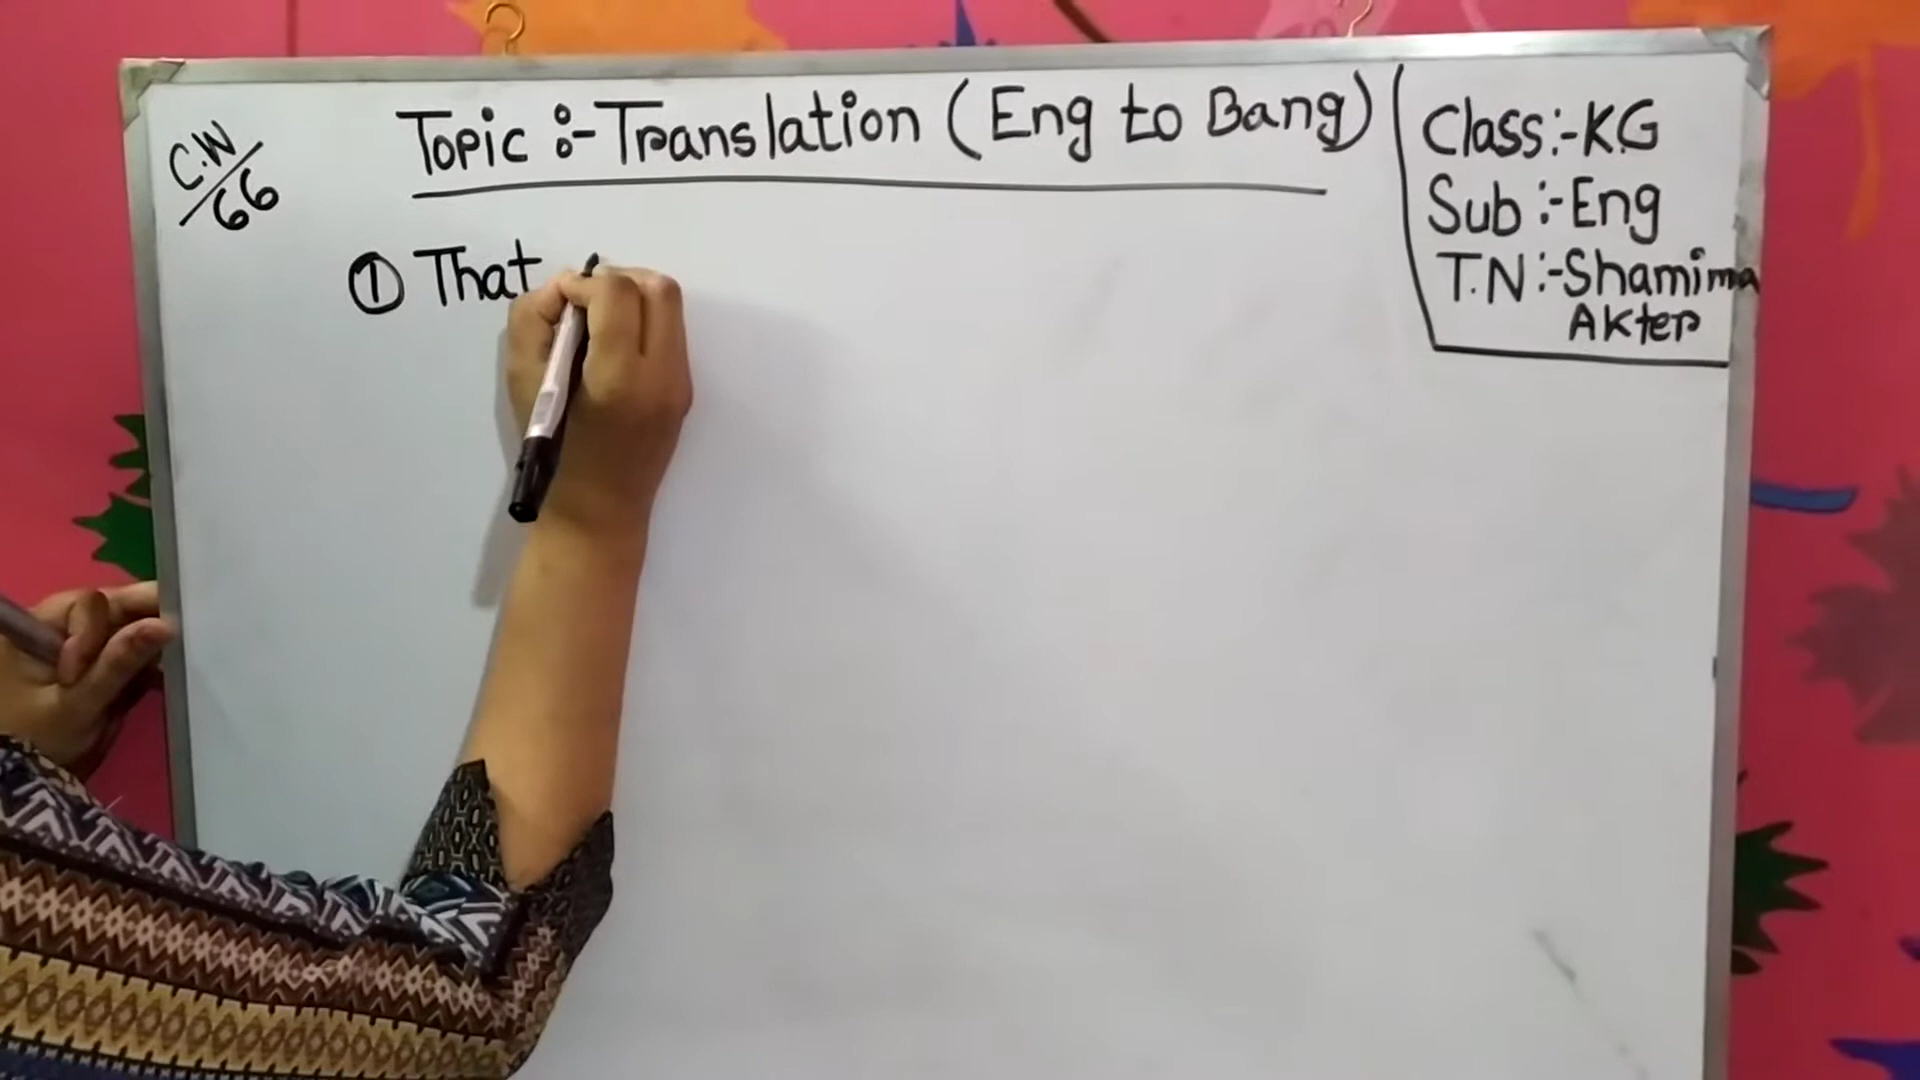 C.W/66
Topic :- Translation (Eng to Bang)
Class:-KG
Sub :-Eng
T.N:-Shamima
Akter
① That